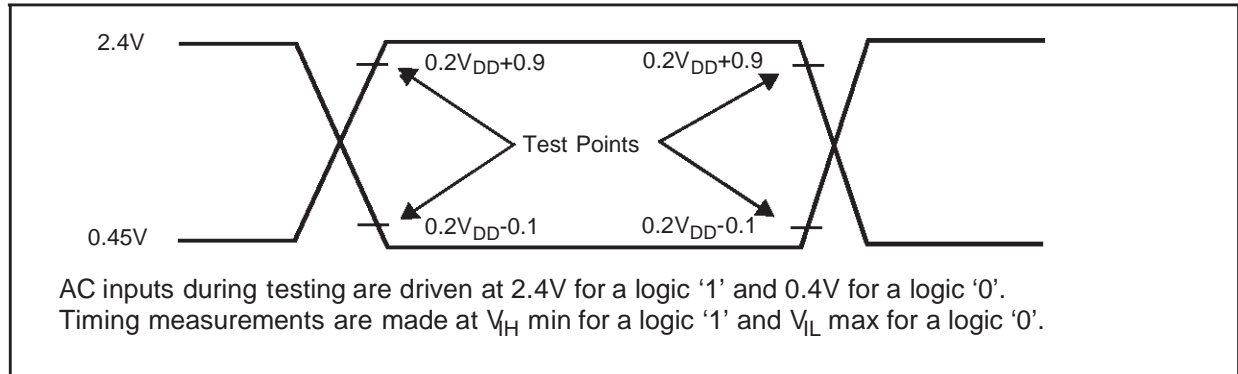 2.4V
0.2VDD+0.9 0.2VDD+0.9
Test Points
0.2VDD-0.1 0.2VDD-0.1
0.45V
AC inputs during testing are driven at 2.4V for a logic ‘1’ and 0.4V for a logic ‘0’.
Timing measurements are made at VIH min for a logic ‘1’ and VIL max for a logic ‘0’.